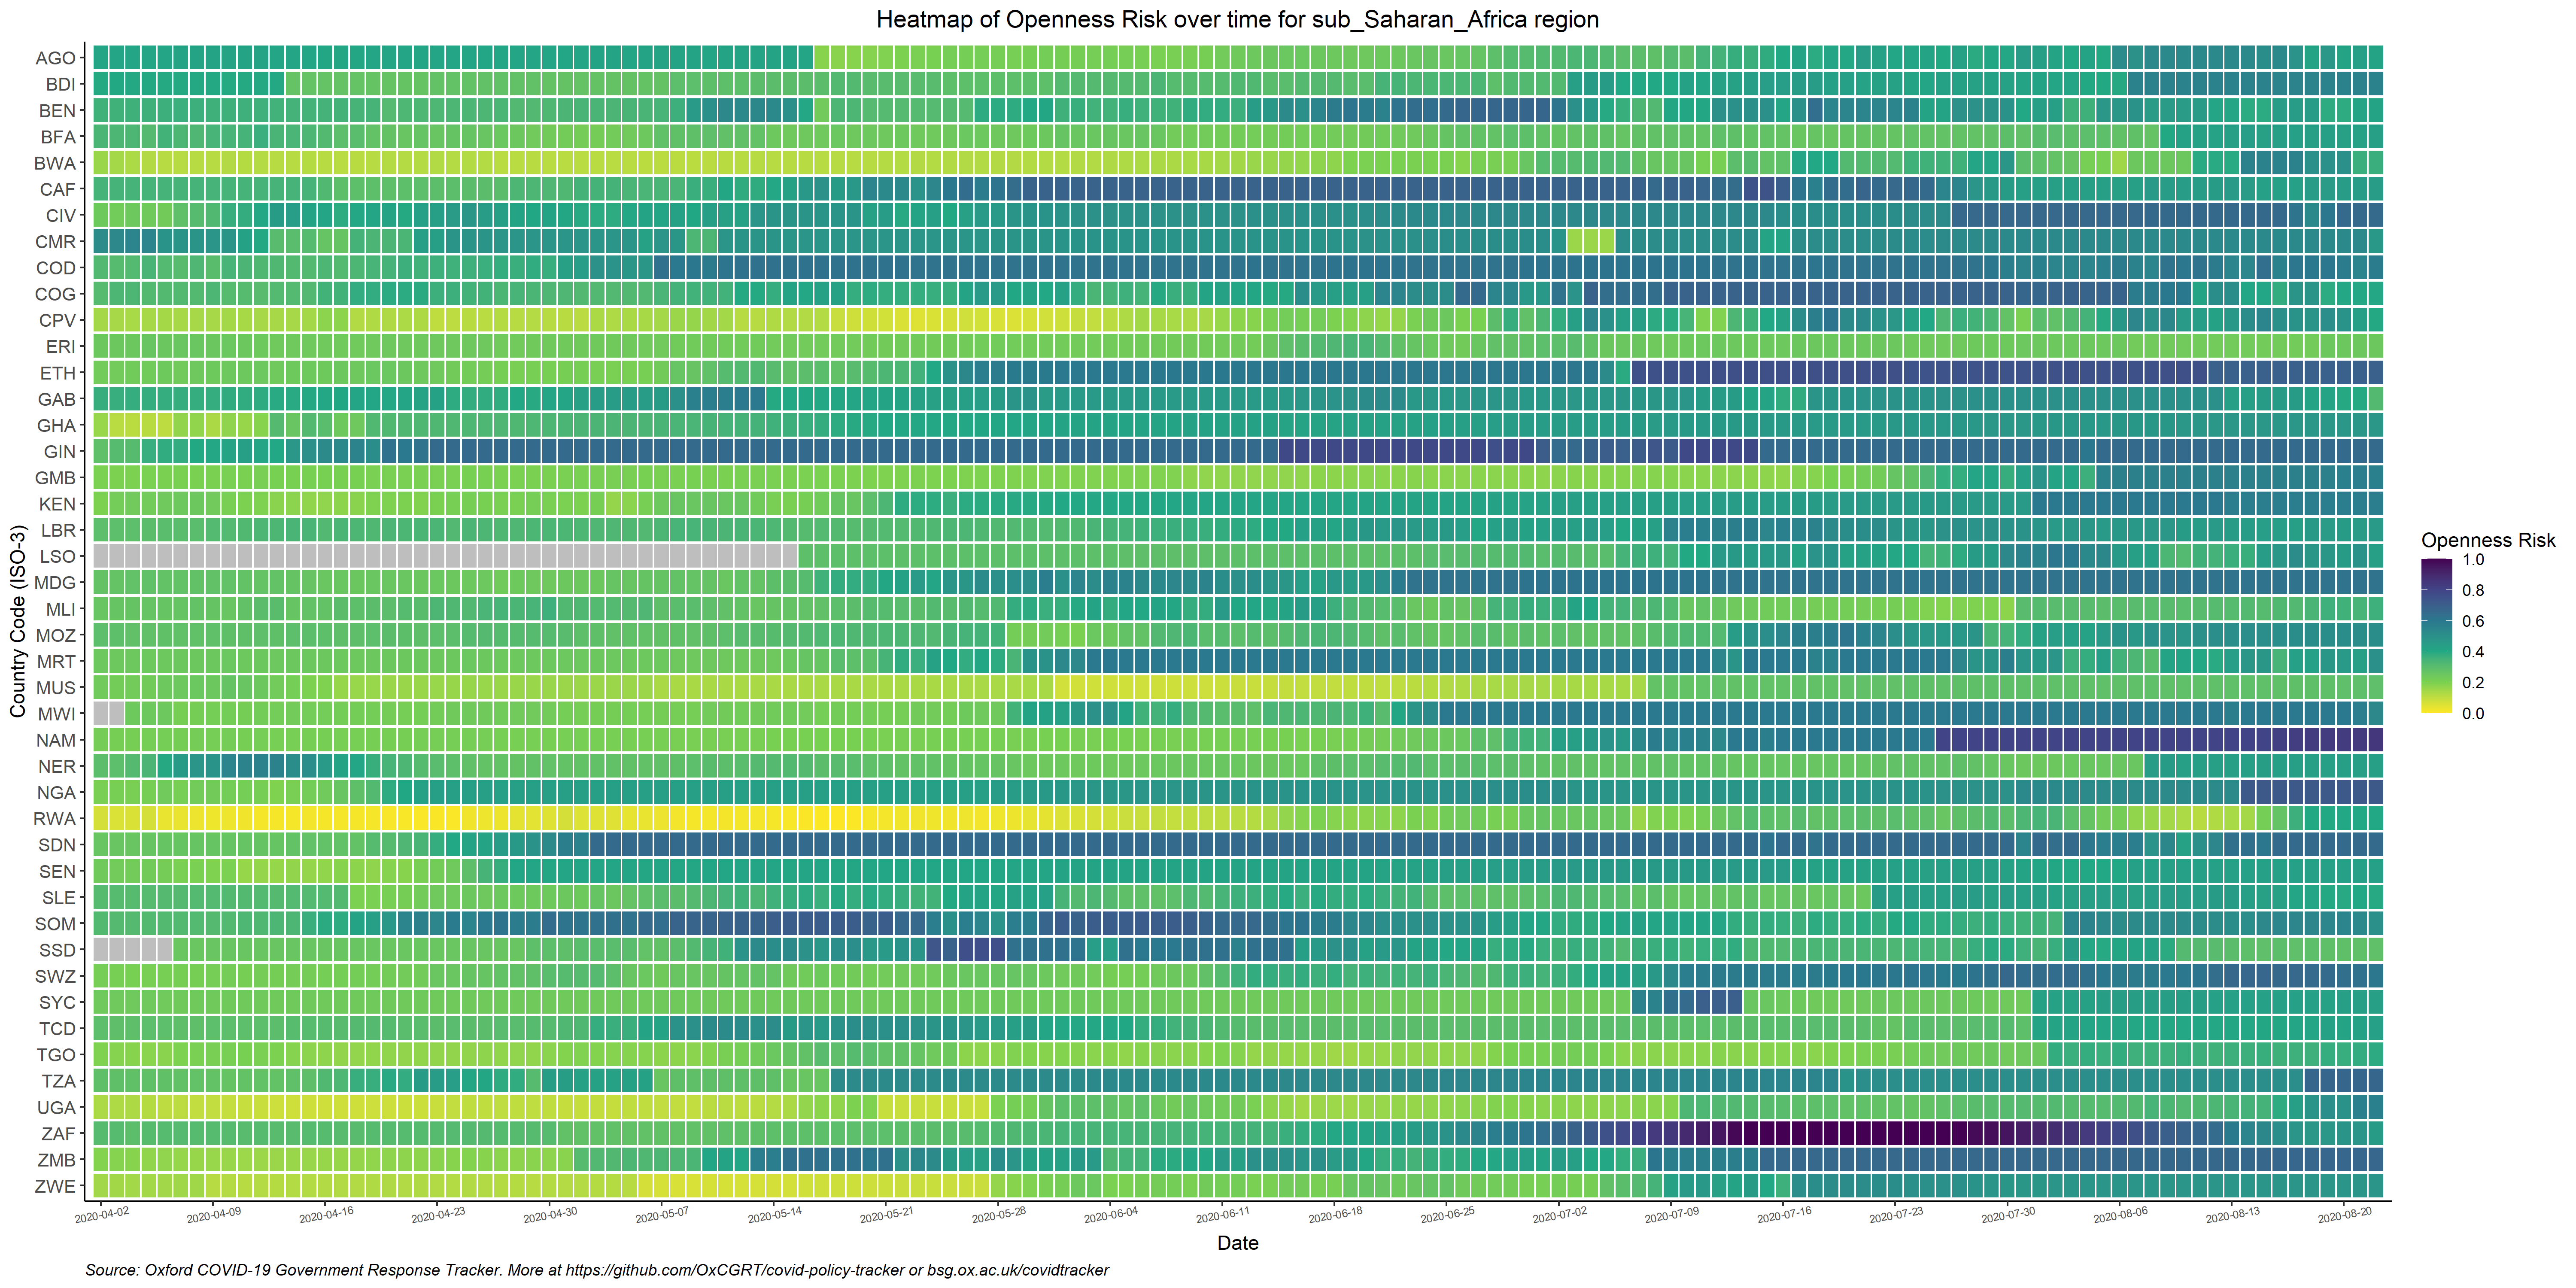 Heatmap of Openness Risk over time for sub_Saharan_Africa region
AGO
BDI
BEN
BFA
BWA
CAF
CIV
CMR
COD
COG
CPV
ERI
ETH
GAB
GHA
GIN
GMB
KEN
LBR
LSO
MDG
MLI
MOZ
MRT
MUS
MWI
NAM
NER
NGA
RWA
SDN
SEN
SLE
SOM
SSD
SWZ
SYC
TCD
TGO
TZA
UGA
ZAF
ZMB
ZWE
Country Code (ISO-3)
Openness Risk
1.0
0.8
0.6
0.4
0.2
0.0
2020-04-02 2020-04-09 2020-04-16 2020-04-23 2020-04-30 2020-05-07 2020-05-14 2020-05-21 2020-05-28 2020-06-04 2020-06-11 2020-06-18 2020-06-25 2020-07-02 2020-07-09 2020-07-16 2020-07-23 2020-07-30 2020-08-06 2020-08-13 2020-08-20
Date
Source: Oxford COVID-19 Government Response Tracker. More at https://github.com/OxCGRT/covid-policy-tracker or bsg.ox.ac.uk/covidtracker